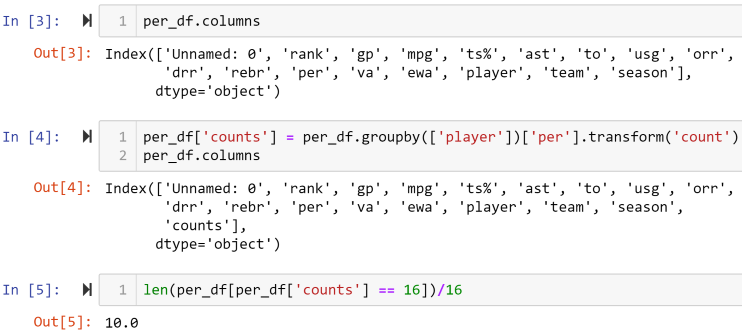 In [3]: 1 per_df.columns
Out[3]: Index(['Unnamed: 0', 'rank', 'gp', 'mpg', 'ts%', 'ast', 'to', 'usg', 'orr',
'drr', 'rebr', 'per', 'va', 'ewa', 'player', 'team', 'season'],
dtype='object')
In [4]: 1 per_df['counts'] = per_df.groupby(['player'])['per'].transform('count')
2 per_df.columns
Out[4]: Index(['Unnamed: 0', 'rank', 'gp', 'mpg', 'ts%', 'ast', 'to', 'usg', 'orr',
'drr', 'rebr', 'per', 'va', 'ewa', 'player', 'team', 'season',
'counts'],
dtype='object')
In [5]: 1 len(per_df[per_df['counts'] == 16])/16
Out[5]: 10.0